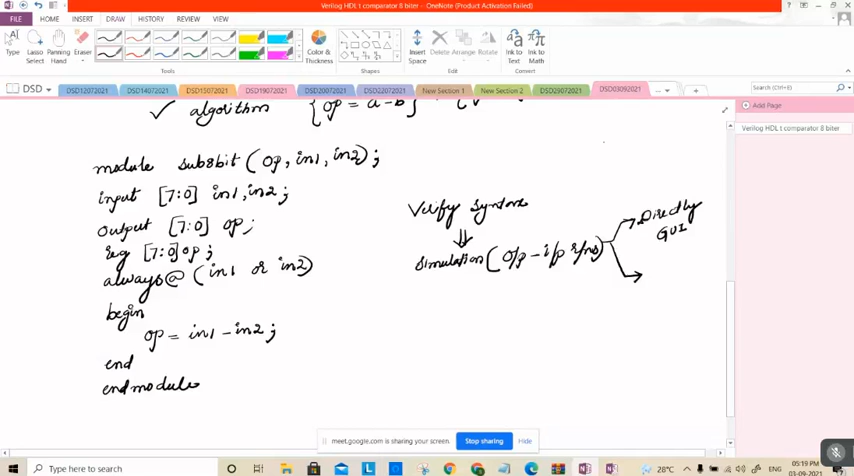 Verilog HDL t comparator 8 biter - OneNote (Product Activation Failed)
FILE HOME INSERT DRAW HISTORY REVIEW VIEW
Type Lasso Select Panning Hand Eraser Color & Thickness Insert Space Delete Arrange Rotate Ink to Text Ink to Math
Tools Shapes Edit Convert
DSD DSD12072021 DSD14072021 DSD15072021 DSD19072021 DSD20072021 DSD22072021 New Section 1 New Section 2 DSD29072021 DSD03092021 ... Search (Ctrl+E)
Add Page
Verilog HDL t comparator 8 biter
✓ algorithm {op = a-b}
module sub8bit (op, in1, in2);
input [7:0] in1, in2;
output [7:0] op;
reg [7:0] op;
always@ (in1 or in2)
begin
op = in1 - in2;
end
endmodule
Verify Syntax
Simulation (O/p - i/p
Directly
GUI
meet.google.com is sharing your screen. Stop sharing Hide
Type here to search
28°C ENG 05:19 PM
03-09-2021